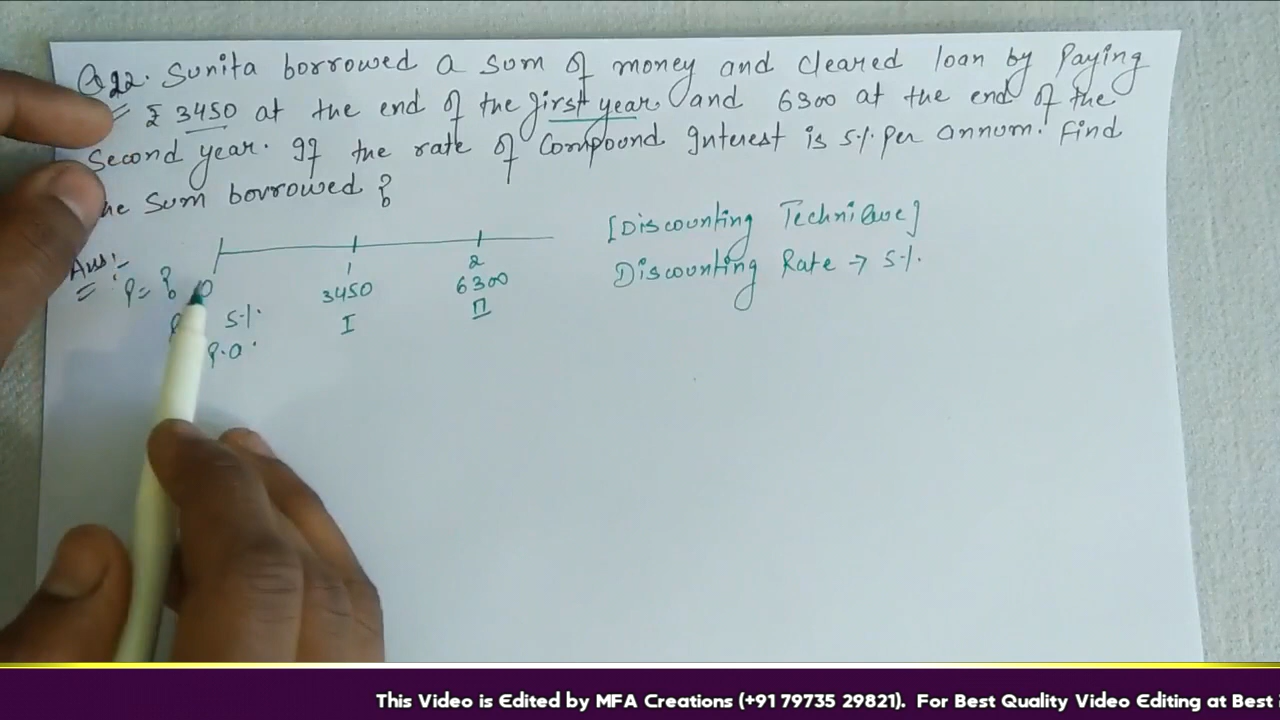 Q22. Sunita borrowed a sum of money and cleared loan by Paying
₹ 3450 at the end of the first year and 6300 at the end of the
Second year. If the rate of Compound Interest is 5% per annum. Find
he Sum borrowed ?
[Discounting Technique]
Discounting Rate → 5%.
Ans:-
P = ? 0 1 2
3450 6300
5%. I II
P.a.
This Video is Edited by MFA Creations (+91 79735 29821). For Best Quality Video Editing at Best